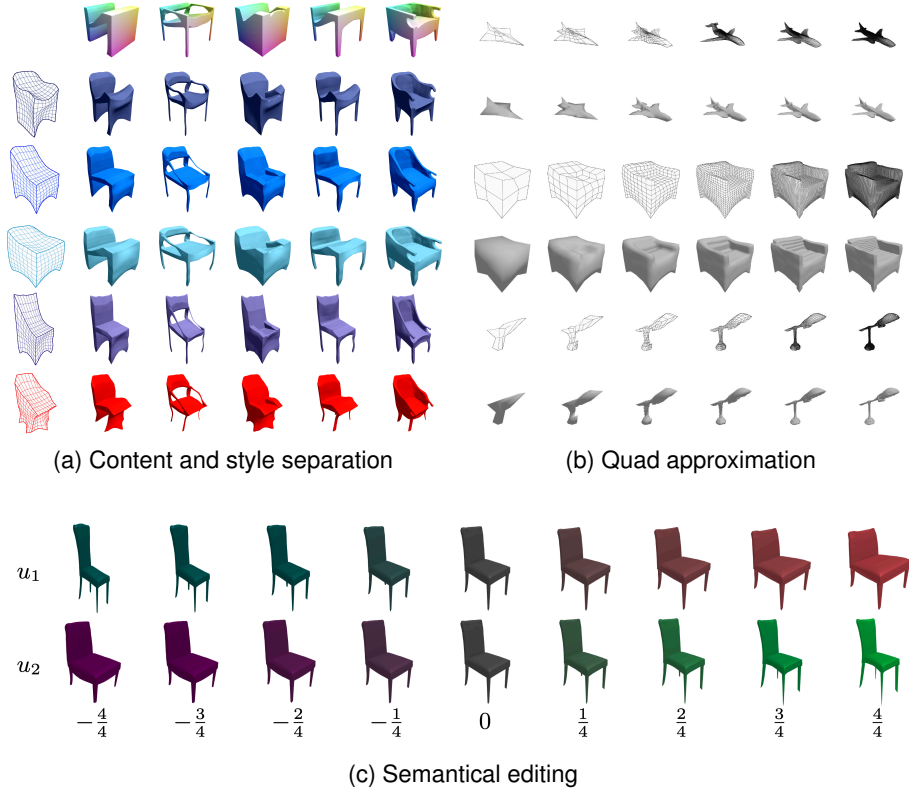 (a) Content and style separation
(b) Quad approximation
u₁
u₂
−4/4 −3/4 −2/4 −1/4 0 1/4 2/4 3/4 4/4
(c) Semantical editing